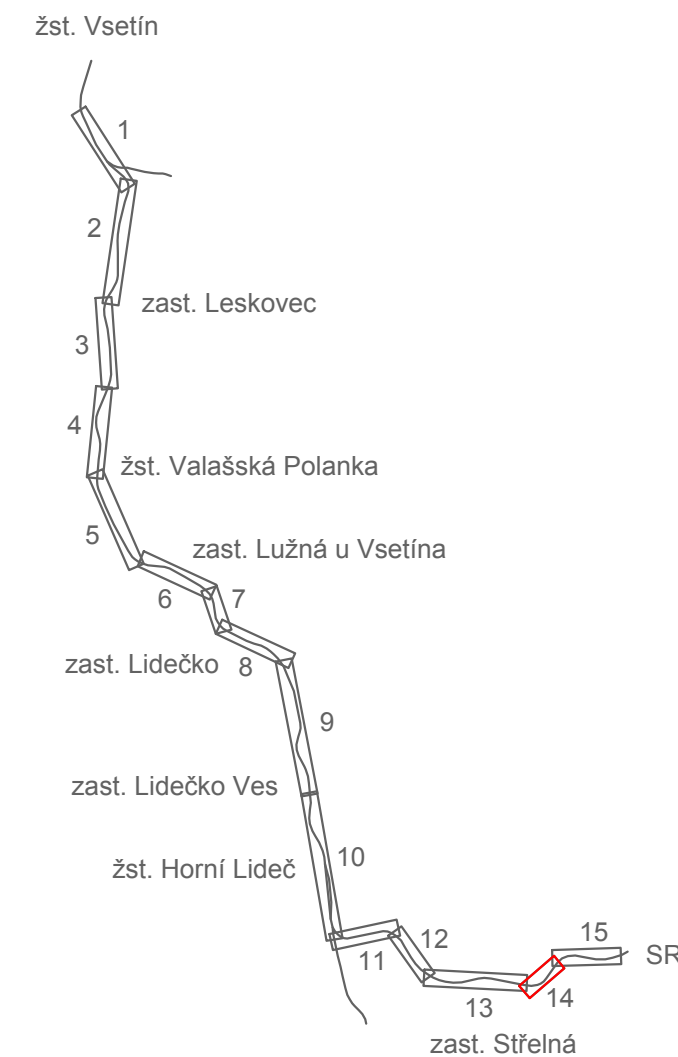 žst. Vsetín
1
2
zast. Leskovec
3
4
žst. Valašská Polanka
5
zast. Lužná u Vsetína
6
7
zast. Lidečko
8
9
zast. Lidečko Ves
10
žst. Horní Lideč
11
12
15
SR
13
14
zast. Střelná